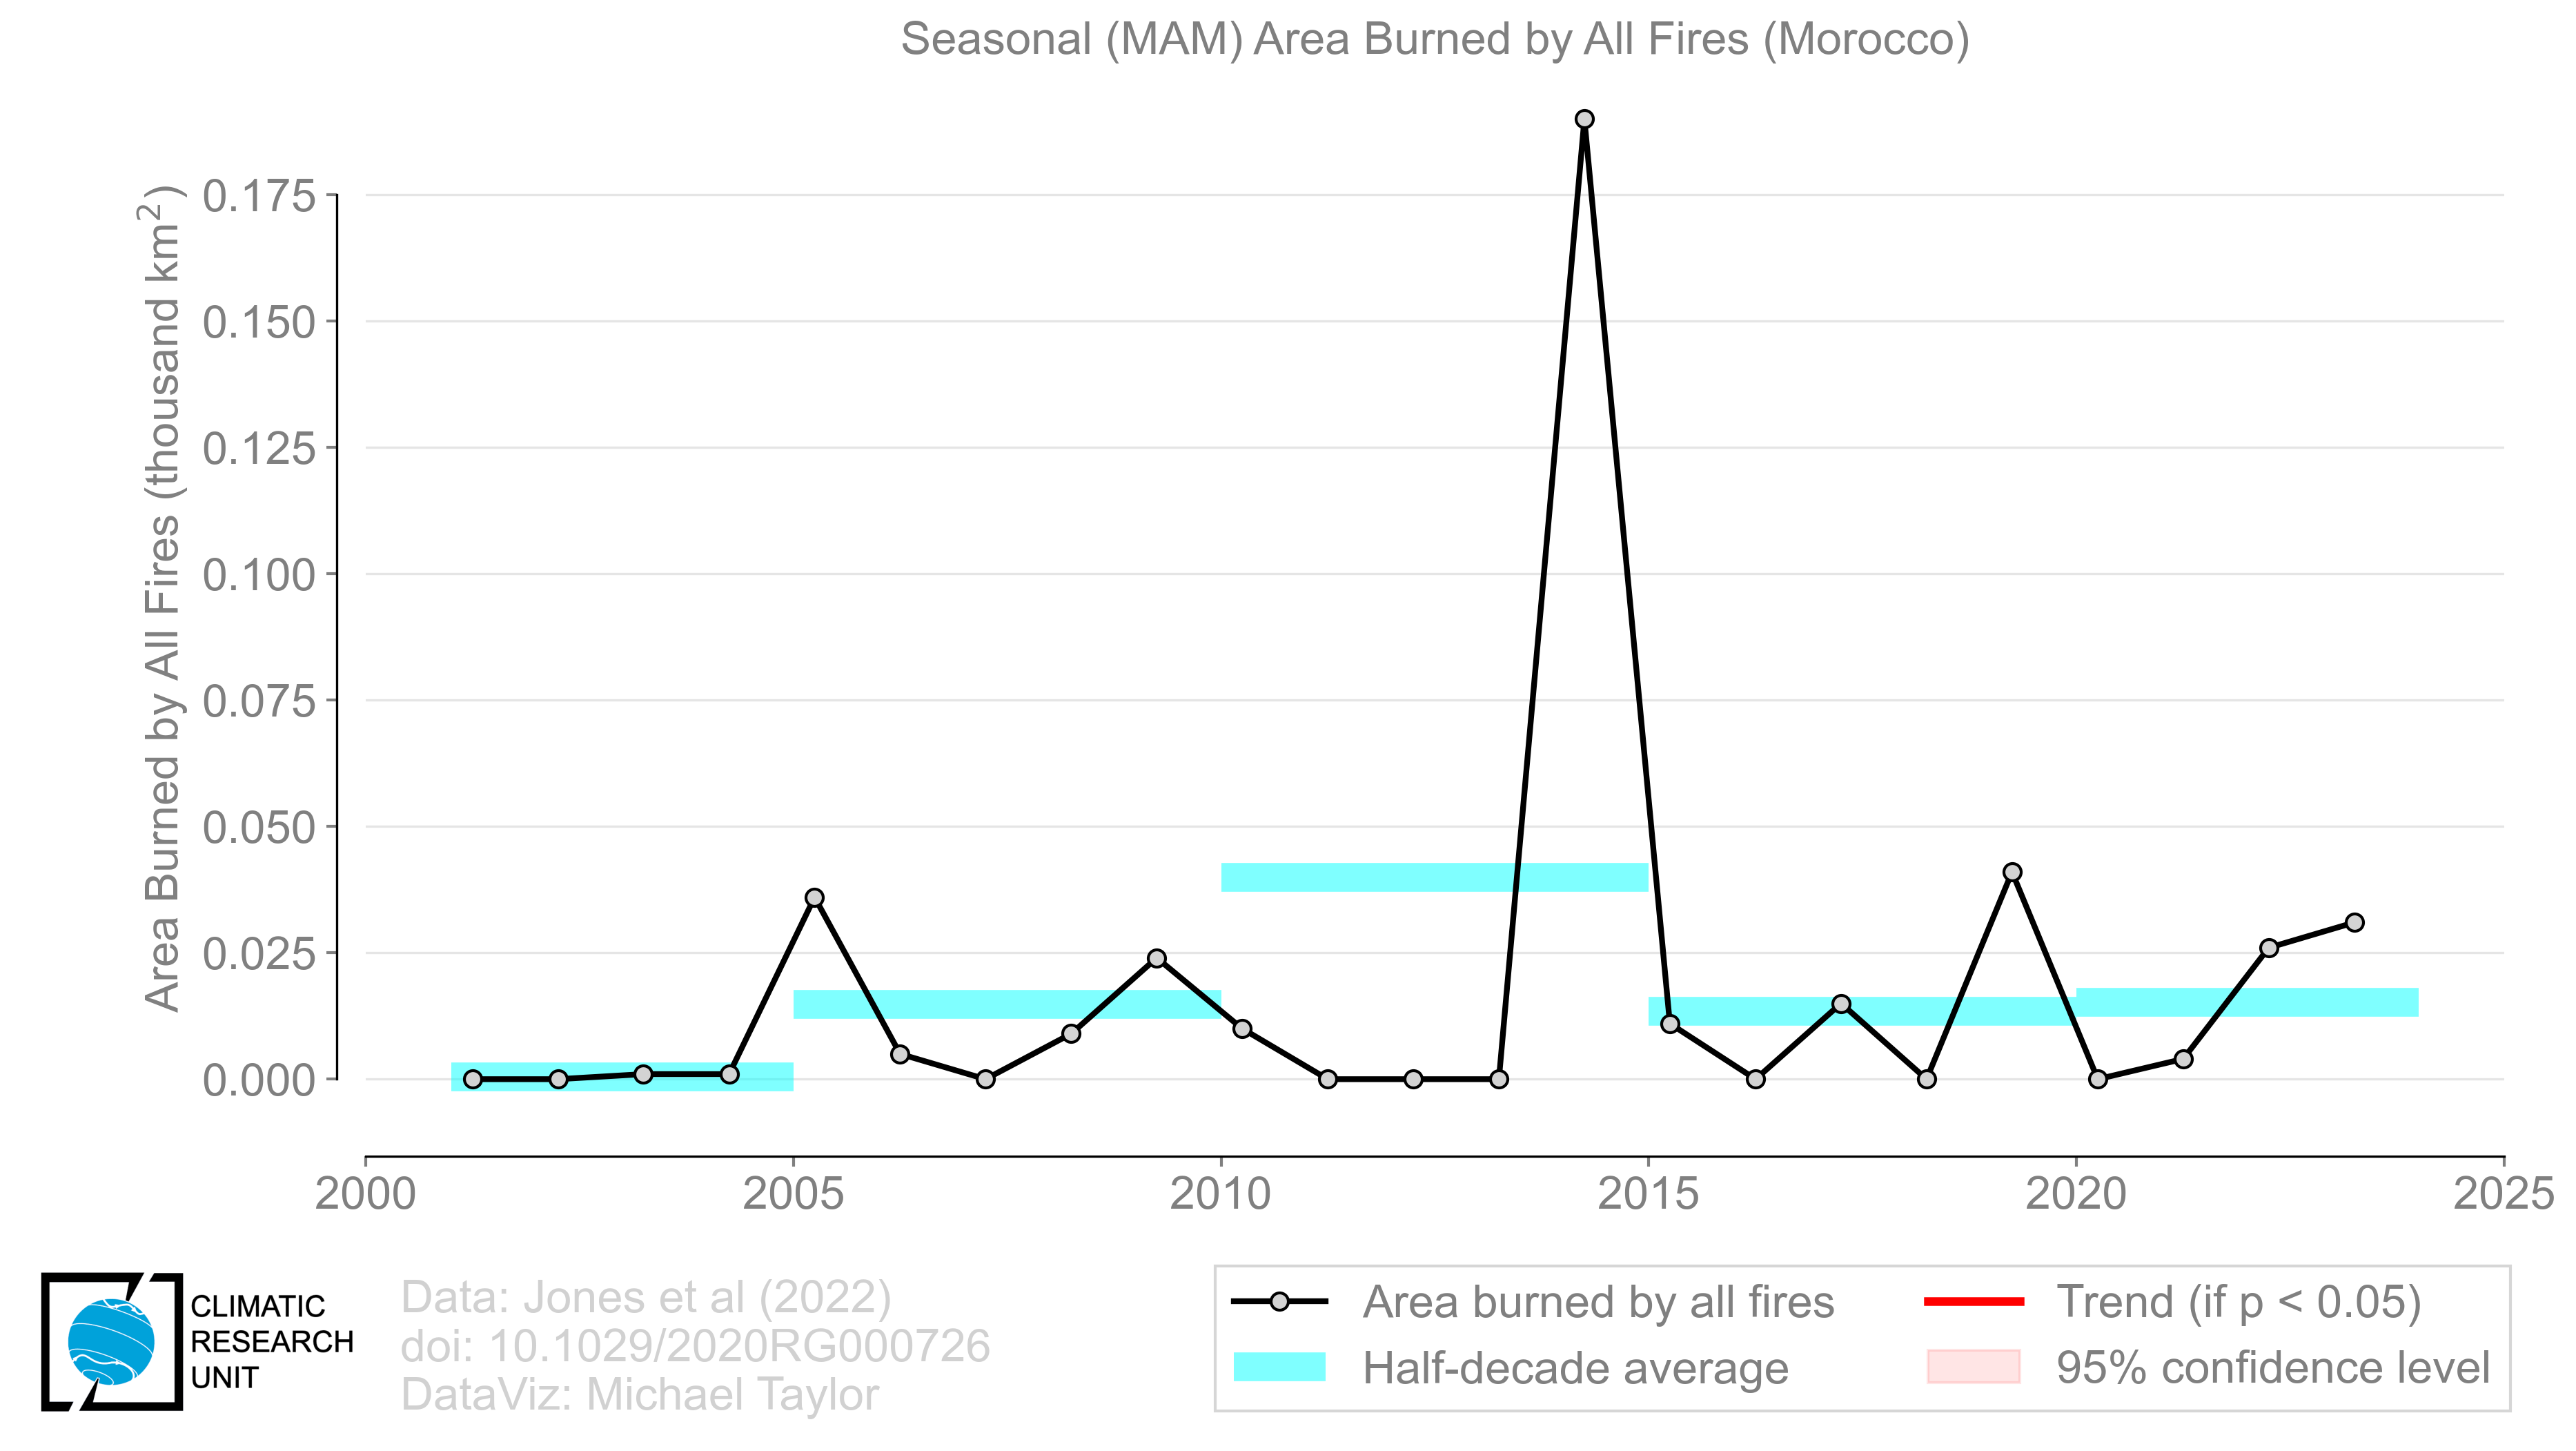 Seasonal (MAM) Area Burned by All Fires (Morocco)
Area Burned by All Fires (thousand km²)
0.175
0.150
0.125
0.100
0.075
0.050
0.025
0.000
2000 2005 2010 2015 2020 2025
CLIMATIC
RESEARCH
UNIT
Data: Jones et al (2022)
doi: 10.1029/2020RG000726
DataViz: Michael Taylor
Area burned by all fires
Half-decade average
Trend (if p < 0.05)
95% confidence level